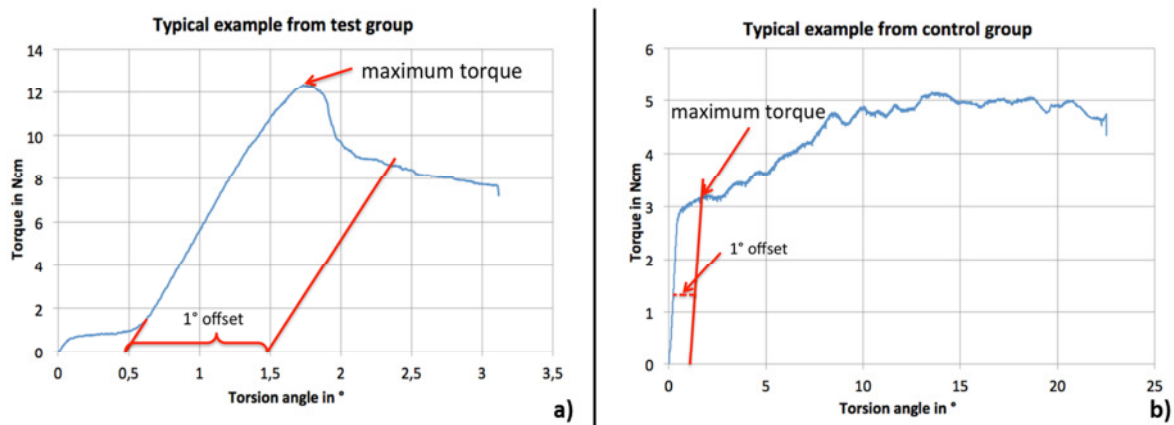 Typical example from test group
14
12
10
8
6
4
2
0
Torque in Ncm
maximum torque
1° offset
0
0,5
1
1,5
2
2,5
3
3,5
Torsion angle in °
a)
Typical example from control group
6
5
4
3
2
1
0
Torque in Ncm
maximum torque
1° offset
0
5
10
15
20
25
Torsion angle in °
b)